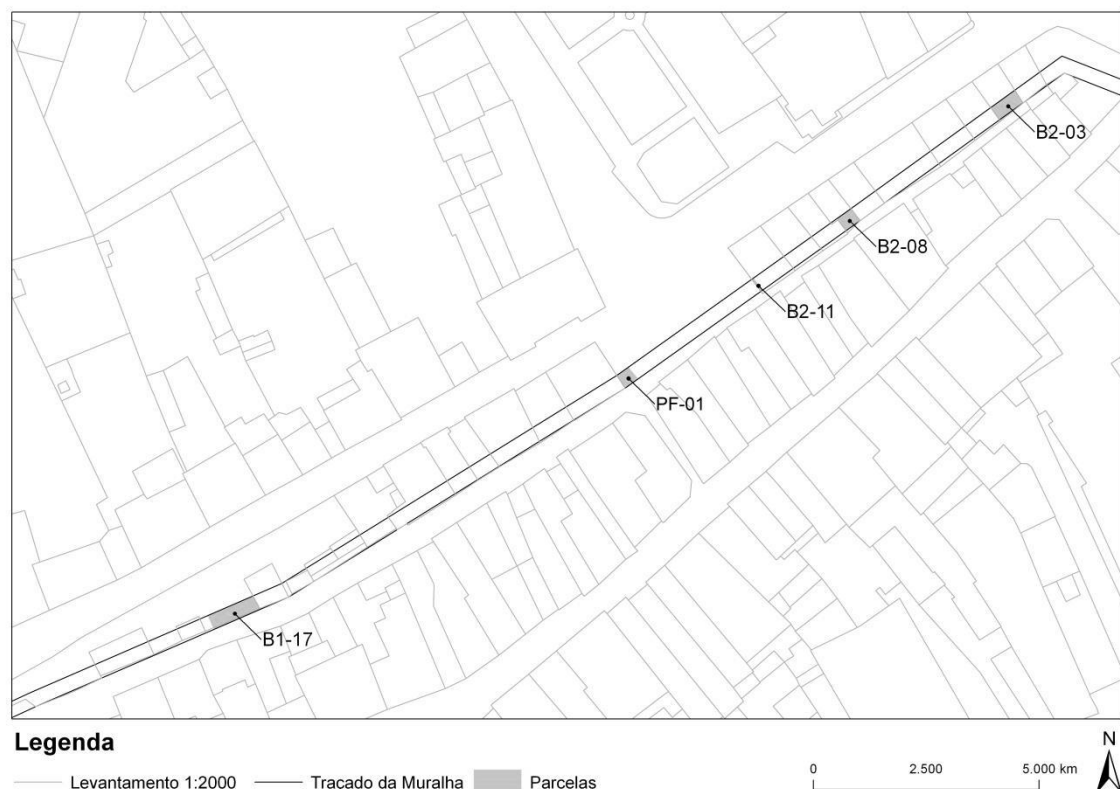 B2-03
B2-08
B2-11
PF-01
B1-17
Legenda
Levantamento 1:2000
Traçado da Muralha
Parcelas
0 2.500 5.000 km
N